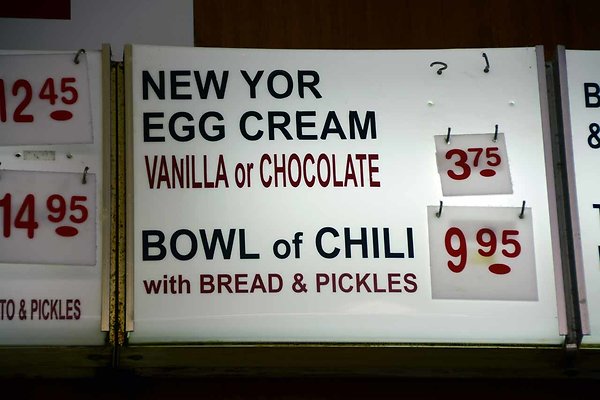 12 45
14 95
TO & PICKLES
NEW YOR
EGG CREAM
VANILLA or CHOCOLATE
3 75
BOWL of CHILI
with BREAD & PICKLES
9 95
B
&